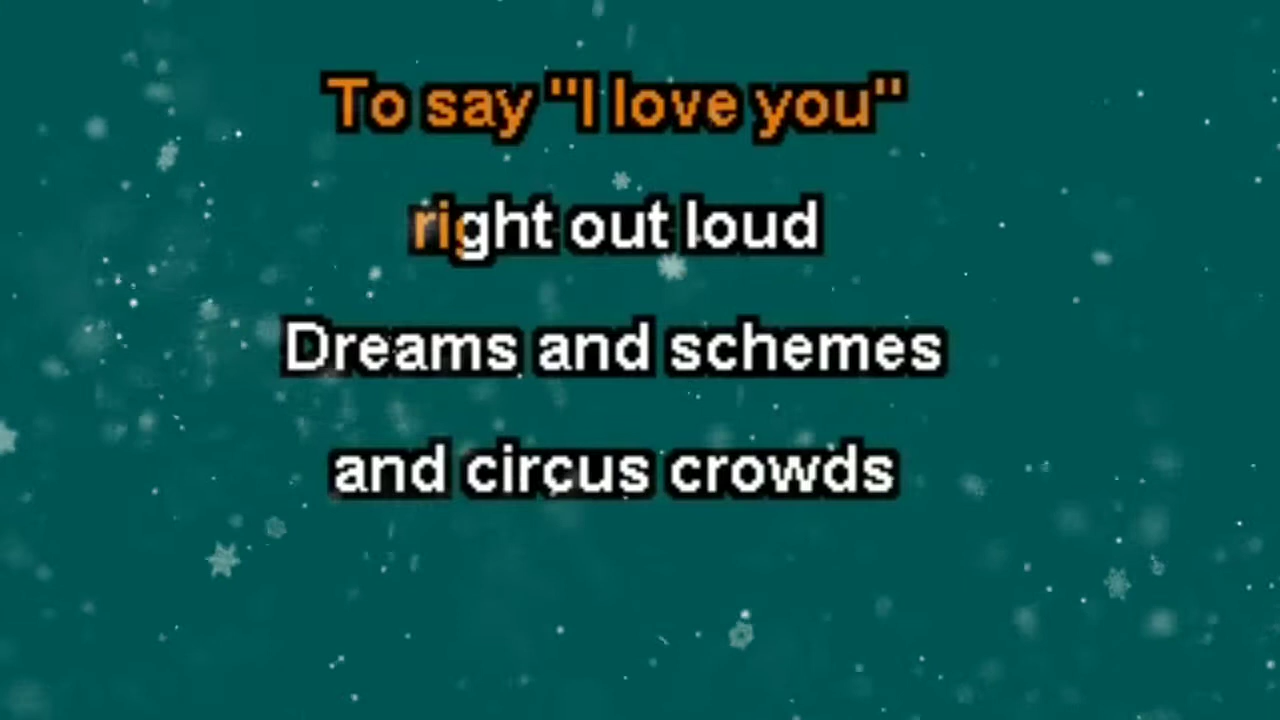 To say "I love you"
right out loud
Dreams and schemes
and circus crowds